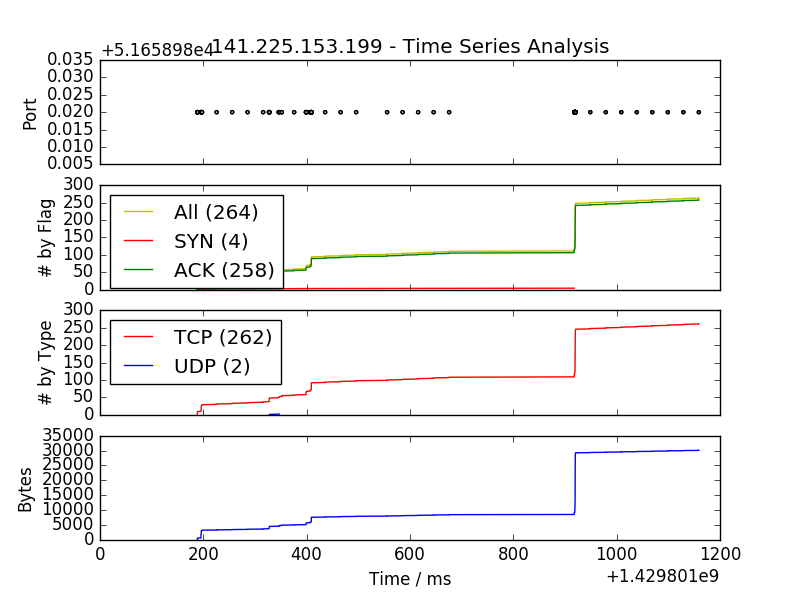 +5.165898e4
141.225.153.199 - Time Series Analysis
0.035
0.030
0.025
0.020
0.015
0.010
0.005
Port
300
250
200
150
100
50
0
# by Flag
All (264)
SYN (4)
ACK (258)
300
250
200
150
100
50
0
# by Type
TCP (262)
UDP (2)
35000
30000
25000
20000
15000
10000
5000
0
Bytes
0 200 400 600 800 1000 1200
Time / ms
+1.429801e9